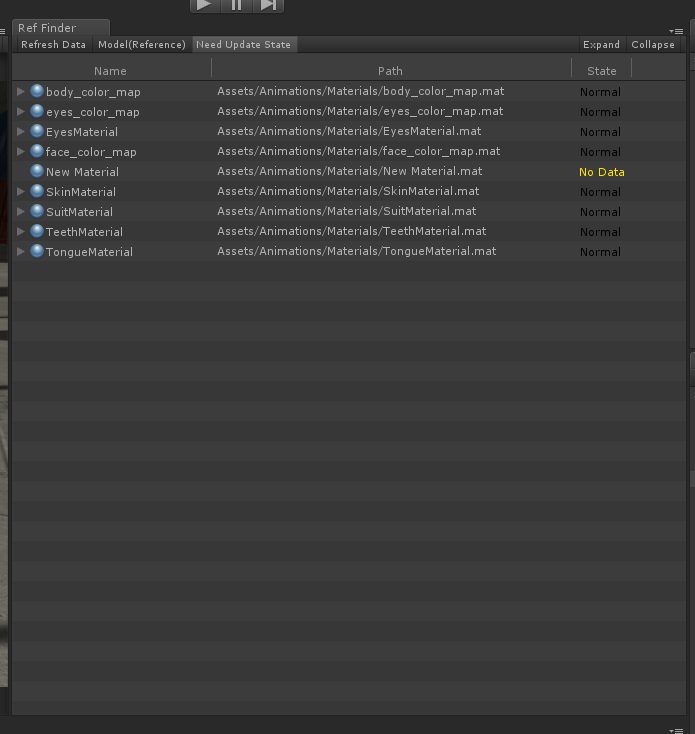 Ref Finder
Refresh Data Model(Reference) Need Update State Expand Collapse
Name Path State
body_color_map Assets/Animations/Materials/body_color_map.mat Normal
eyes_color_map Assets/Animations/Materials/eyes_color_map.mat Normal
EyesMaterial Assets/Animations/Materials/EyesMaterial.mat Normal
face_color_map Assets/Animations/Materials/face_color_map.mat Normal
New Material Assets/Animations/Materials/New Material.mat No Data
SkinMaterial Assets/Animations/Materials/SkinMaterial.mat Normal
SuitMaterial Assets/Animations/Materials/SuitMaterial.mat Normal
TeethMaterial Assets/Animations/Materials/TeethMaterial.mat Normal
TongueMaterial Assets/Animations/Materials/TongueMaterial.mat Normal